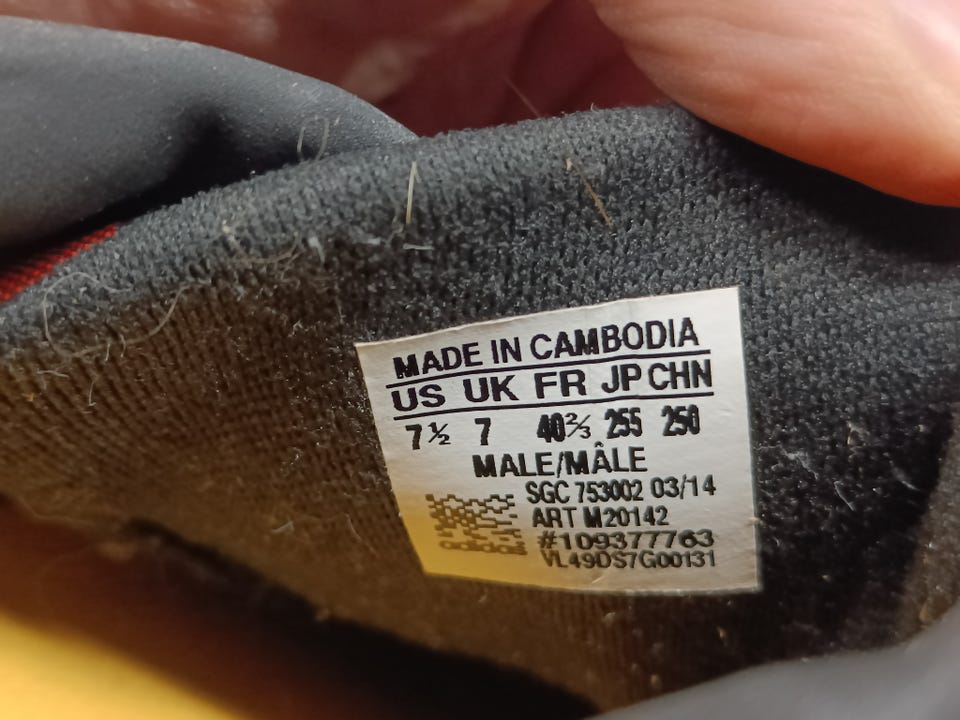 MADE IN CAMBODIA
US UK FR JP CHN
7½ 7 40⅔ 255 250
MALE/MÂLE
SGC 753002 03/14
ART M20142
#109377763
VL49DS7G00131